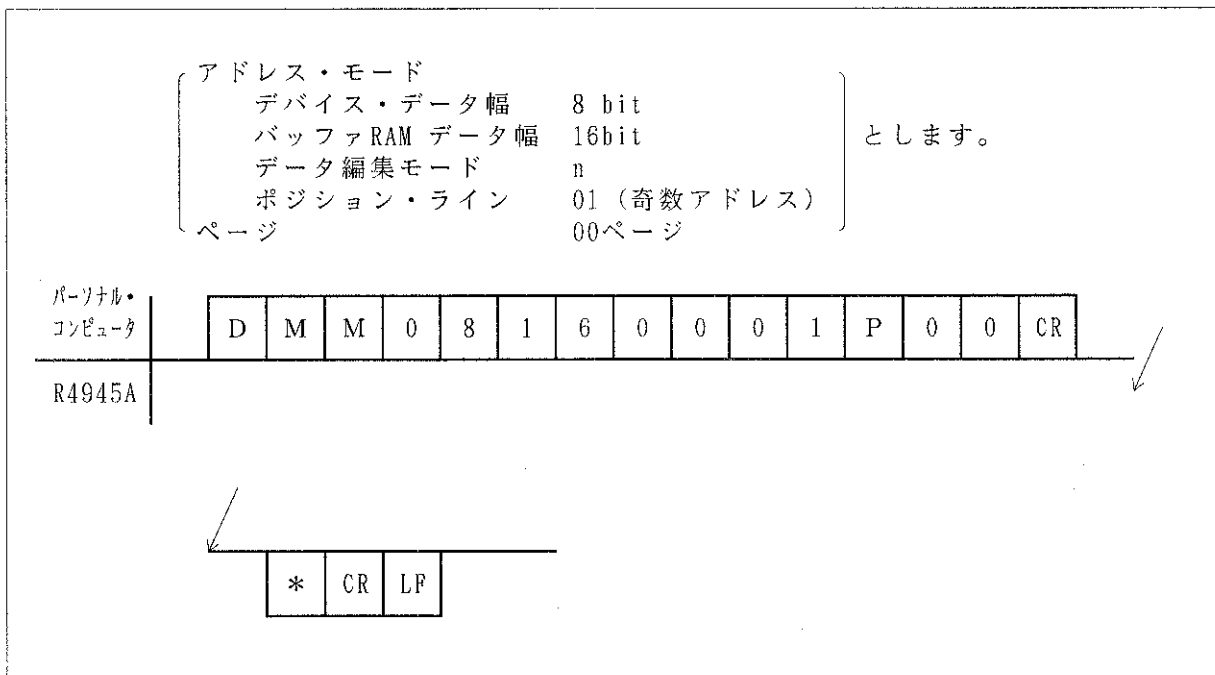 アドレス・モード
デバイス・データ幅 8 bit
バッファRAM データ幅 16bit
データ編集モード n
ポジション・ライン 01 (奇数アドレス)
ページ 00ページ
とします。
パーソナル・
コンピュータ
D M M 0 8 1 6 0 0 0 1 P 0 0 CR
R4945A
* CR LF